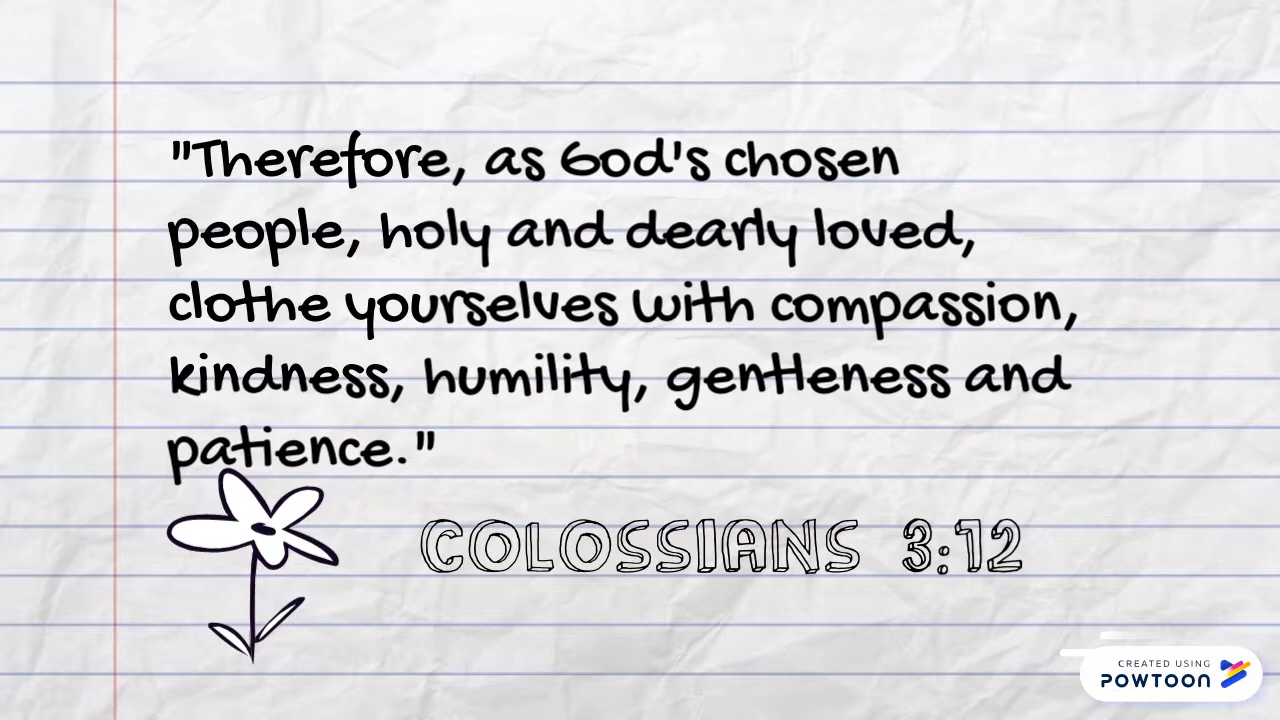 "Therefore, as God's chosen
people, holy and dearly loved,
clothe yourselves with compassion,
kindness, humility, gentleness and
patience."
COLOSSIANS 3:12
CREATED USING
POWTOON